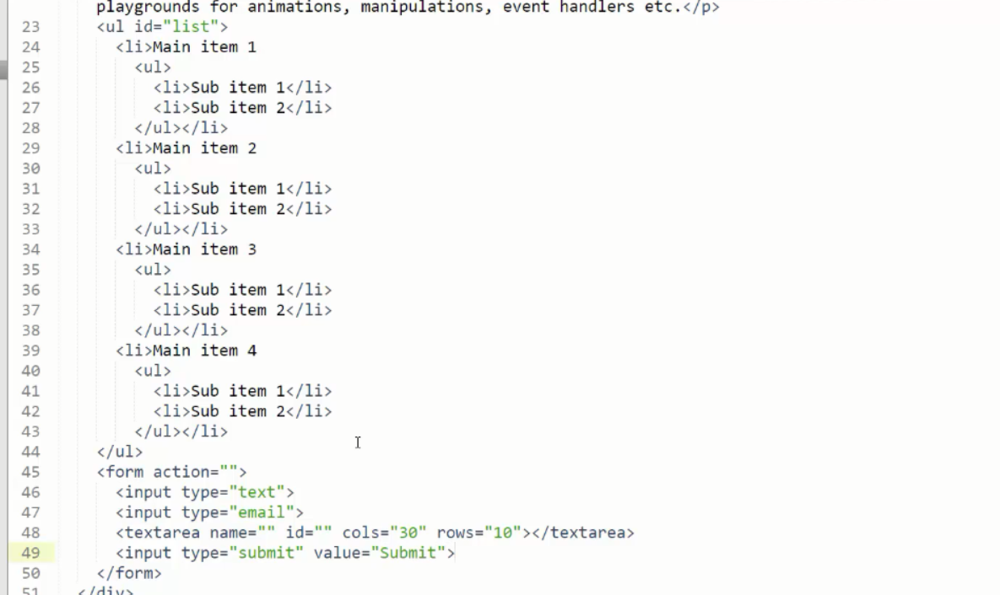 playgrounds for animations, manipulations, event handlers etc.</p>
23 <ul id="list">
24 <li>Main item 1
25 <ul>
26 <li>Sub item 1</li>
27 <li>Sub item 2</li>
28 </ul></li>
29 <li>Main item 2
30 <ul>
31 <li>Sub item 1</li>
32 <li>Sub item 2</li>
33 </ul></li>
34 <li>Main item 3
35 <ul>
36 <li>Sub item 1</li>
37 <li>Sub item 2</li>
38 </ul></li>
39 <li>Main item 4
40 <ul>
41 <li>Sub item 1</li>
42 <li>Sub item 2</li>
43 </ul></li>
44 </ul>
45 <form action="">
46 <input type="text">
47 <input type="email">
48 <textarea name="" id="" cols="30" rows="10"></textarea>
49 <input type="submit" value="Submit">
50 </form>
51 </div>